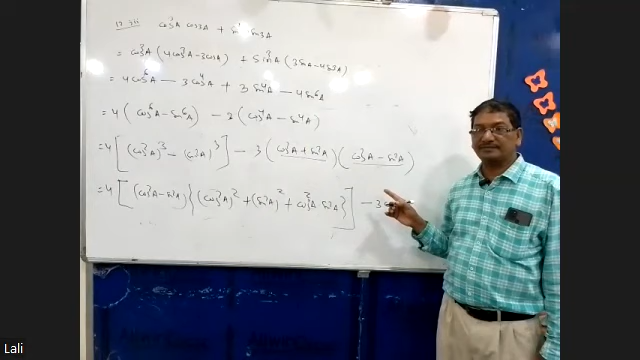 cos³A cos3A + sin³A sin3A
= cos³A (4cos³A - 3cosA) + sin³A (3sinA - 4sin³A)
= 4cos⁶A - 3cos⁴A + 3sin⁴A - 4sin⁶A
= 4 (cos⁶A - sin⁶A) - 3 (cos⁴A - sin⁴A)
= 4 [(cos²A)³ - (sin²A)³] - 3 (cos²A + sin²A) (cos²A - sin²A)
= 4 [(cos²A - sin²A) {(cos²A)² + (sin²A)² + cos²A sin²A}] - 3
Lali